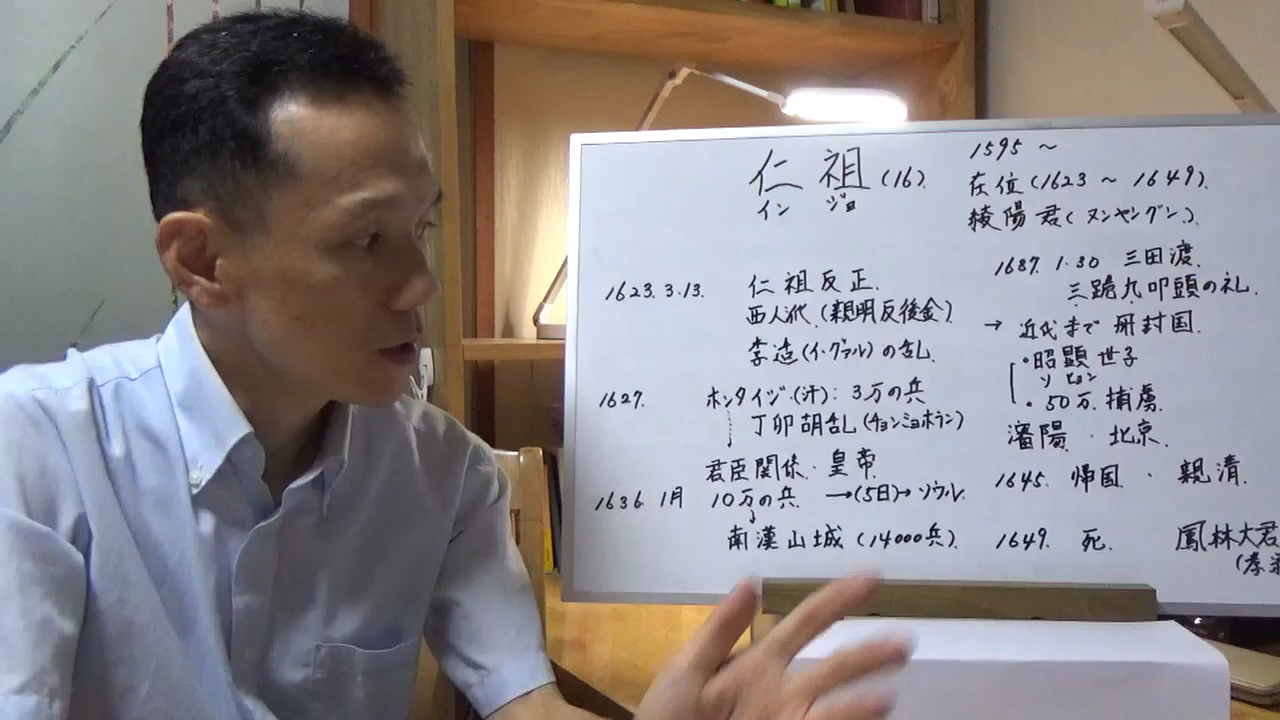 仁祖(16).
インジョ
1595 ~
在位(1623 ~ 1649).
綾陽君(ヌンヤングン).
1623.3.13. 仁祖反正.
西人派.(親明反後金)
李适(イ・グァル)の乱.
1627. ホンタイジ.(汗): 3万の兵
丁卯胡乱(チョンミョホラン)
君臣関係・皇帝.
1636. 1月 10万の兵 →(5日)→ ソウル.
↓
南漢山城(14000兵).
1637. 1.30 三田渡.
三跪九叩頭の礼.
→ 近代まで冊封国.
・昭顕世子
ソヒョン
・50万.捕虜.
瀋陽・北京.
1645. 帰国・親清.
1649. 死. 鳳林大君
(孝